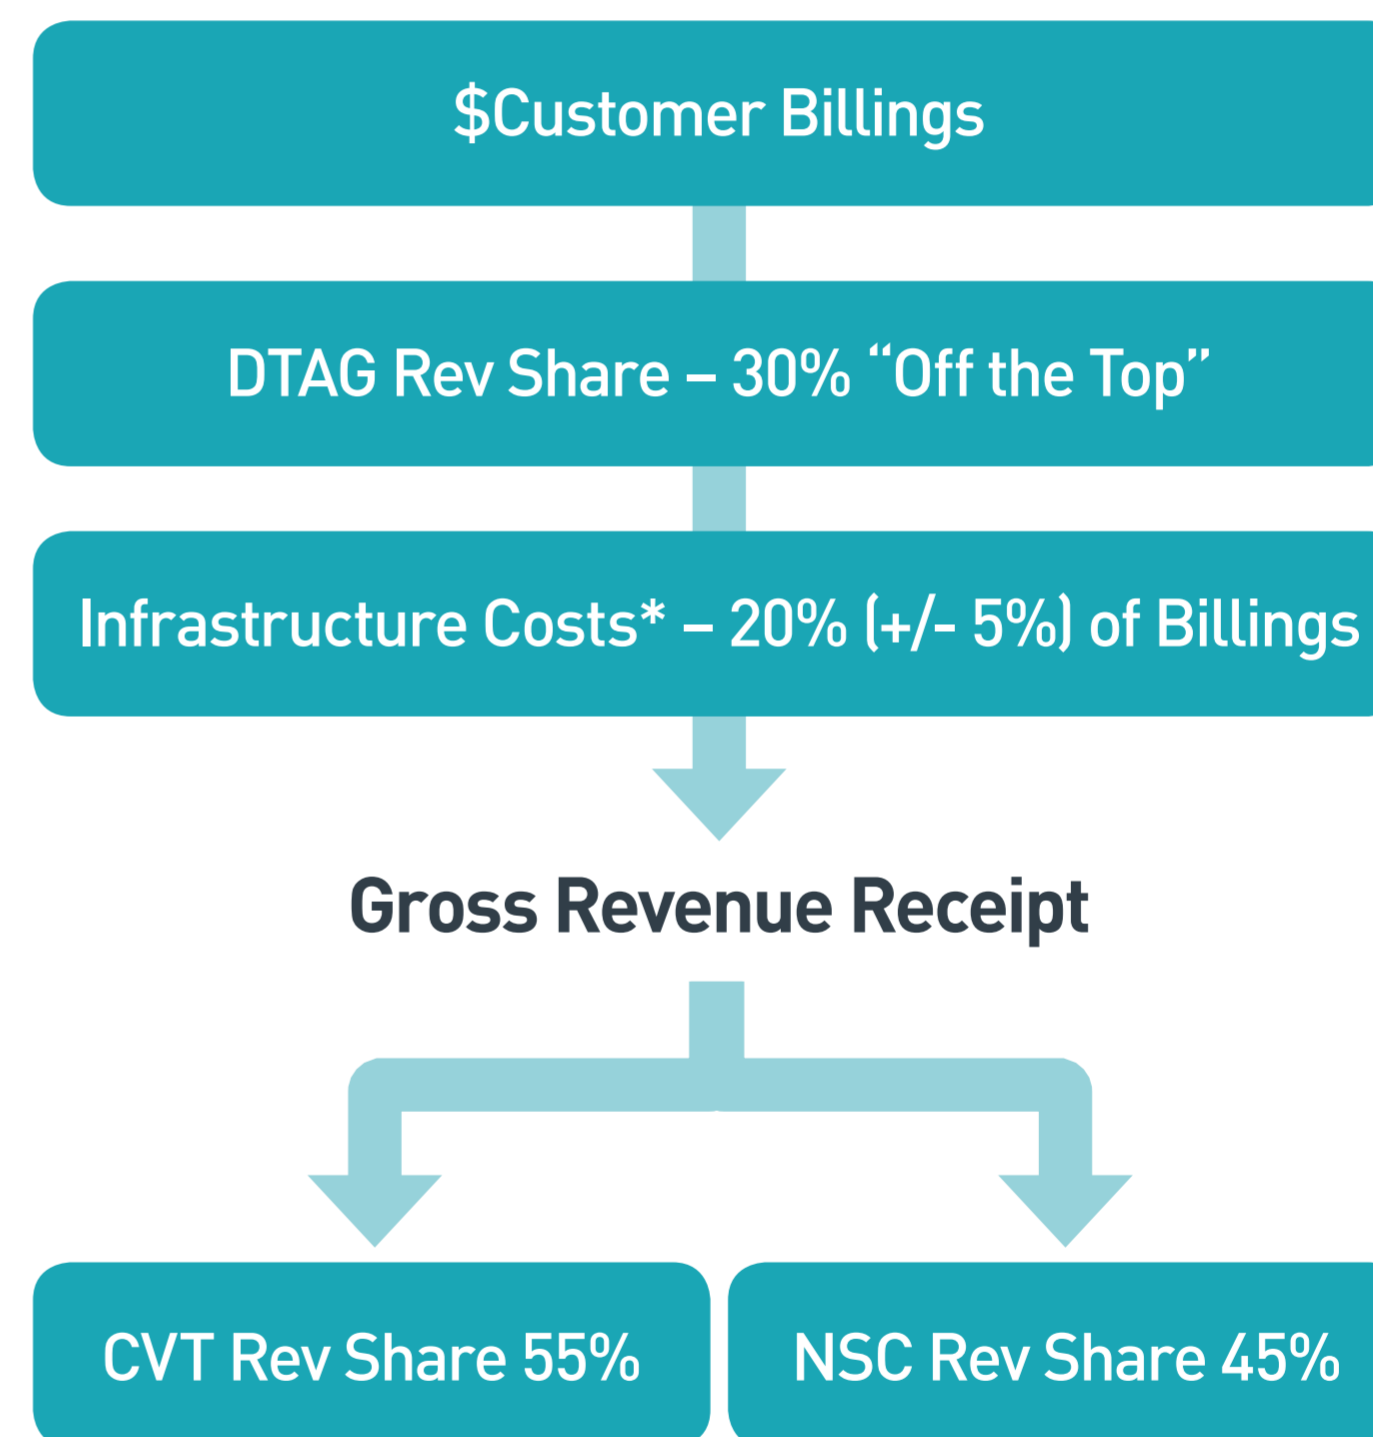 $Customer Billings
DTAG Rev Share – 30% “Off the Top”
Infrastructure Costs* – 20% (+/- 5%) of Billings
Gross Revenue Receipt
CVT Rev Share 55%
NSC Rev Share 45%